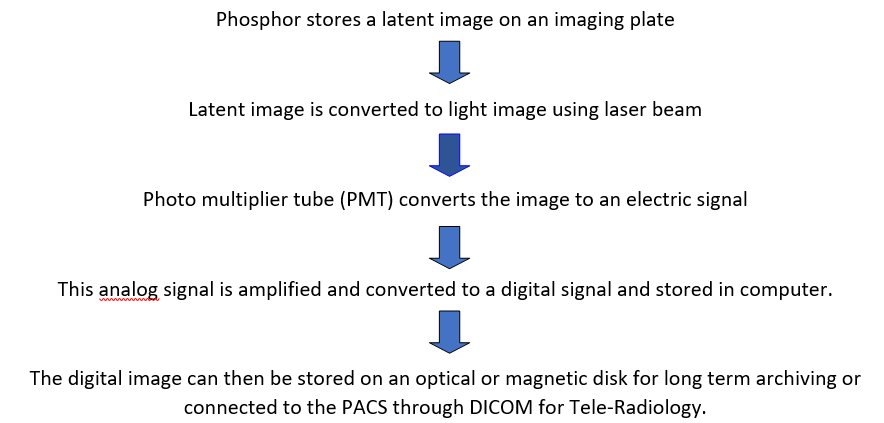 Phosphor stores a latent image on an imaging plate
Latent image is converted to light image using laser beam
Photo multiplier tube (PMT) converts the image to an electric signal
This analog signal is amplified and converted to a digital signal and stored in computer.
The digital image can then be stored on an optical or magnetic disk for long term archiving or
connected to the PACS through DICOM for Tele-Radiology.